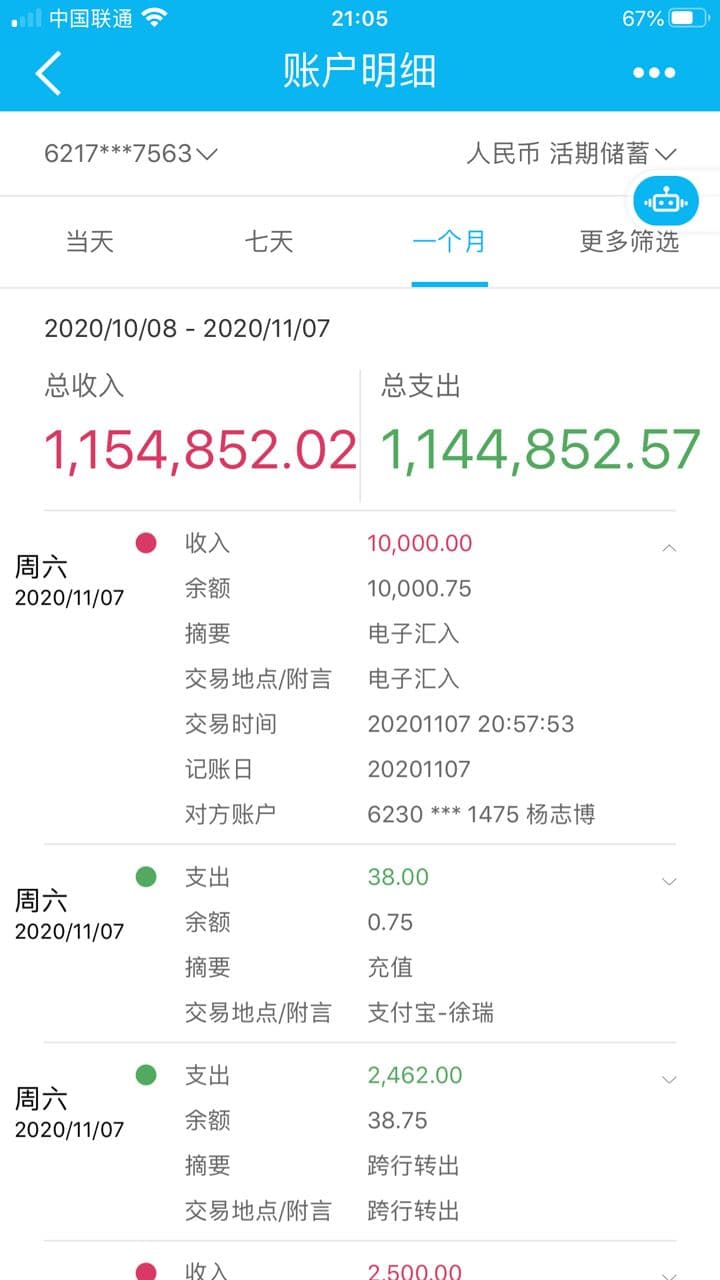 中国联通 21:05 67%
账户明细
6217***7563 人民币 活期储蓄
当天 七天 一个月 更多筛选
2020/10/08 - 2020/11/07
总收入 总支出
1,154,852.02 1,144,852.57
周六
2020/11/07
收入 10,000.00
余额 10,000.75
摘要 电子汇入
交易地点/附言 电子汇入
交易时间 20201107 20:57:53
记账日 20201107
对方账户 6230 *** 1475 杨志博
周六
2020/11/07
支出 38.00
余额 0.75
摘要 充值
交易地点/附言 支付宝-徐瑞
周六
2020/11/07
支出 2,462.00
余额 38.75
摘要 跨行转出
交易地点/附言 跨行转出
收入 2,500.00